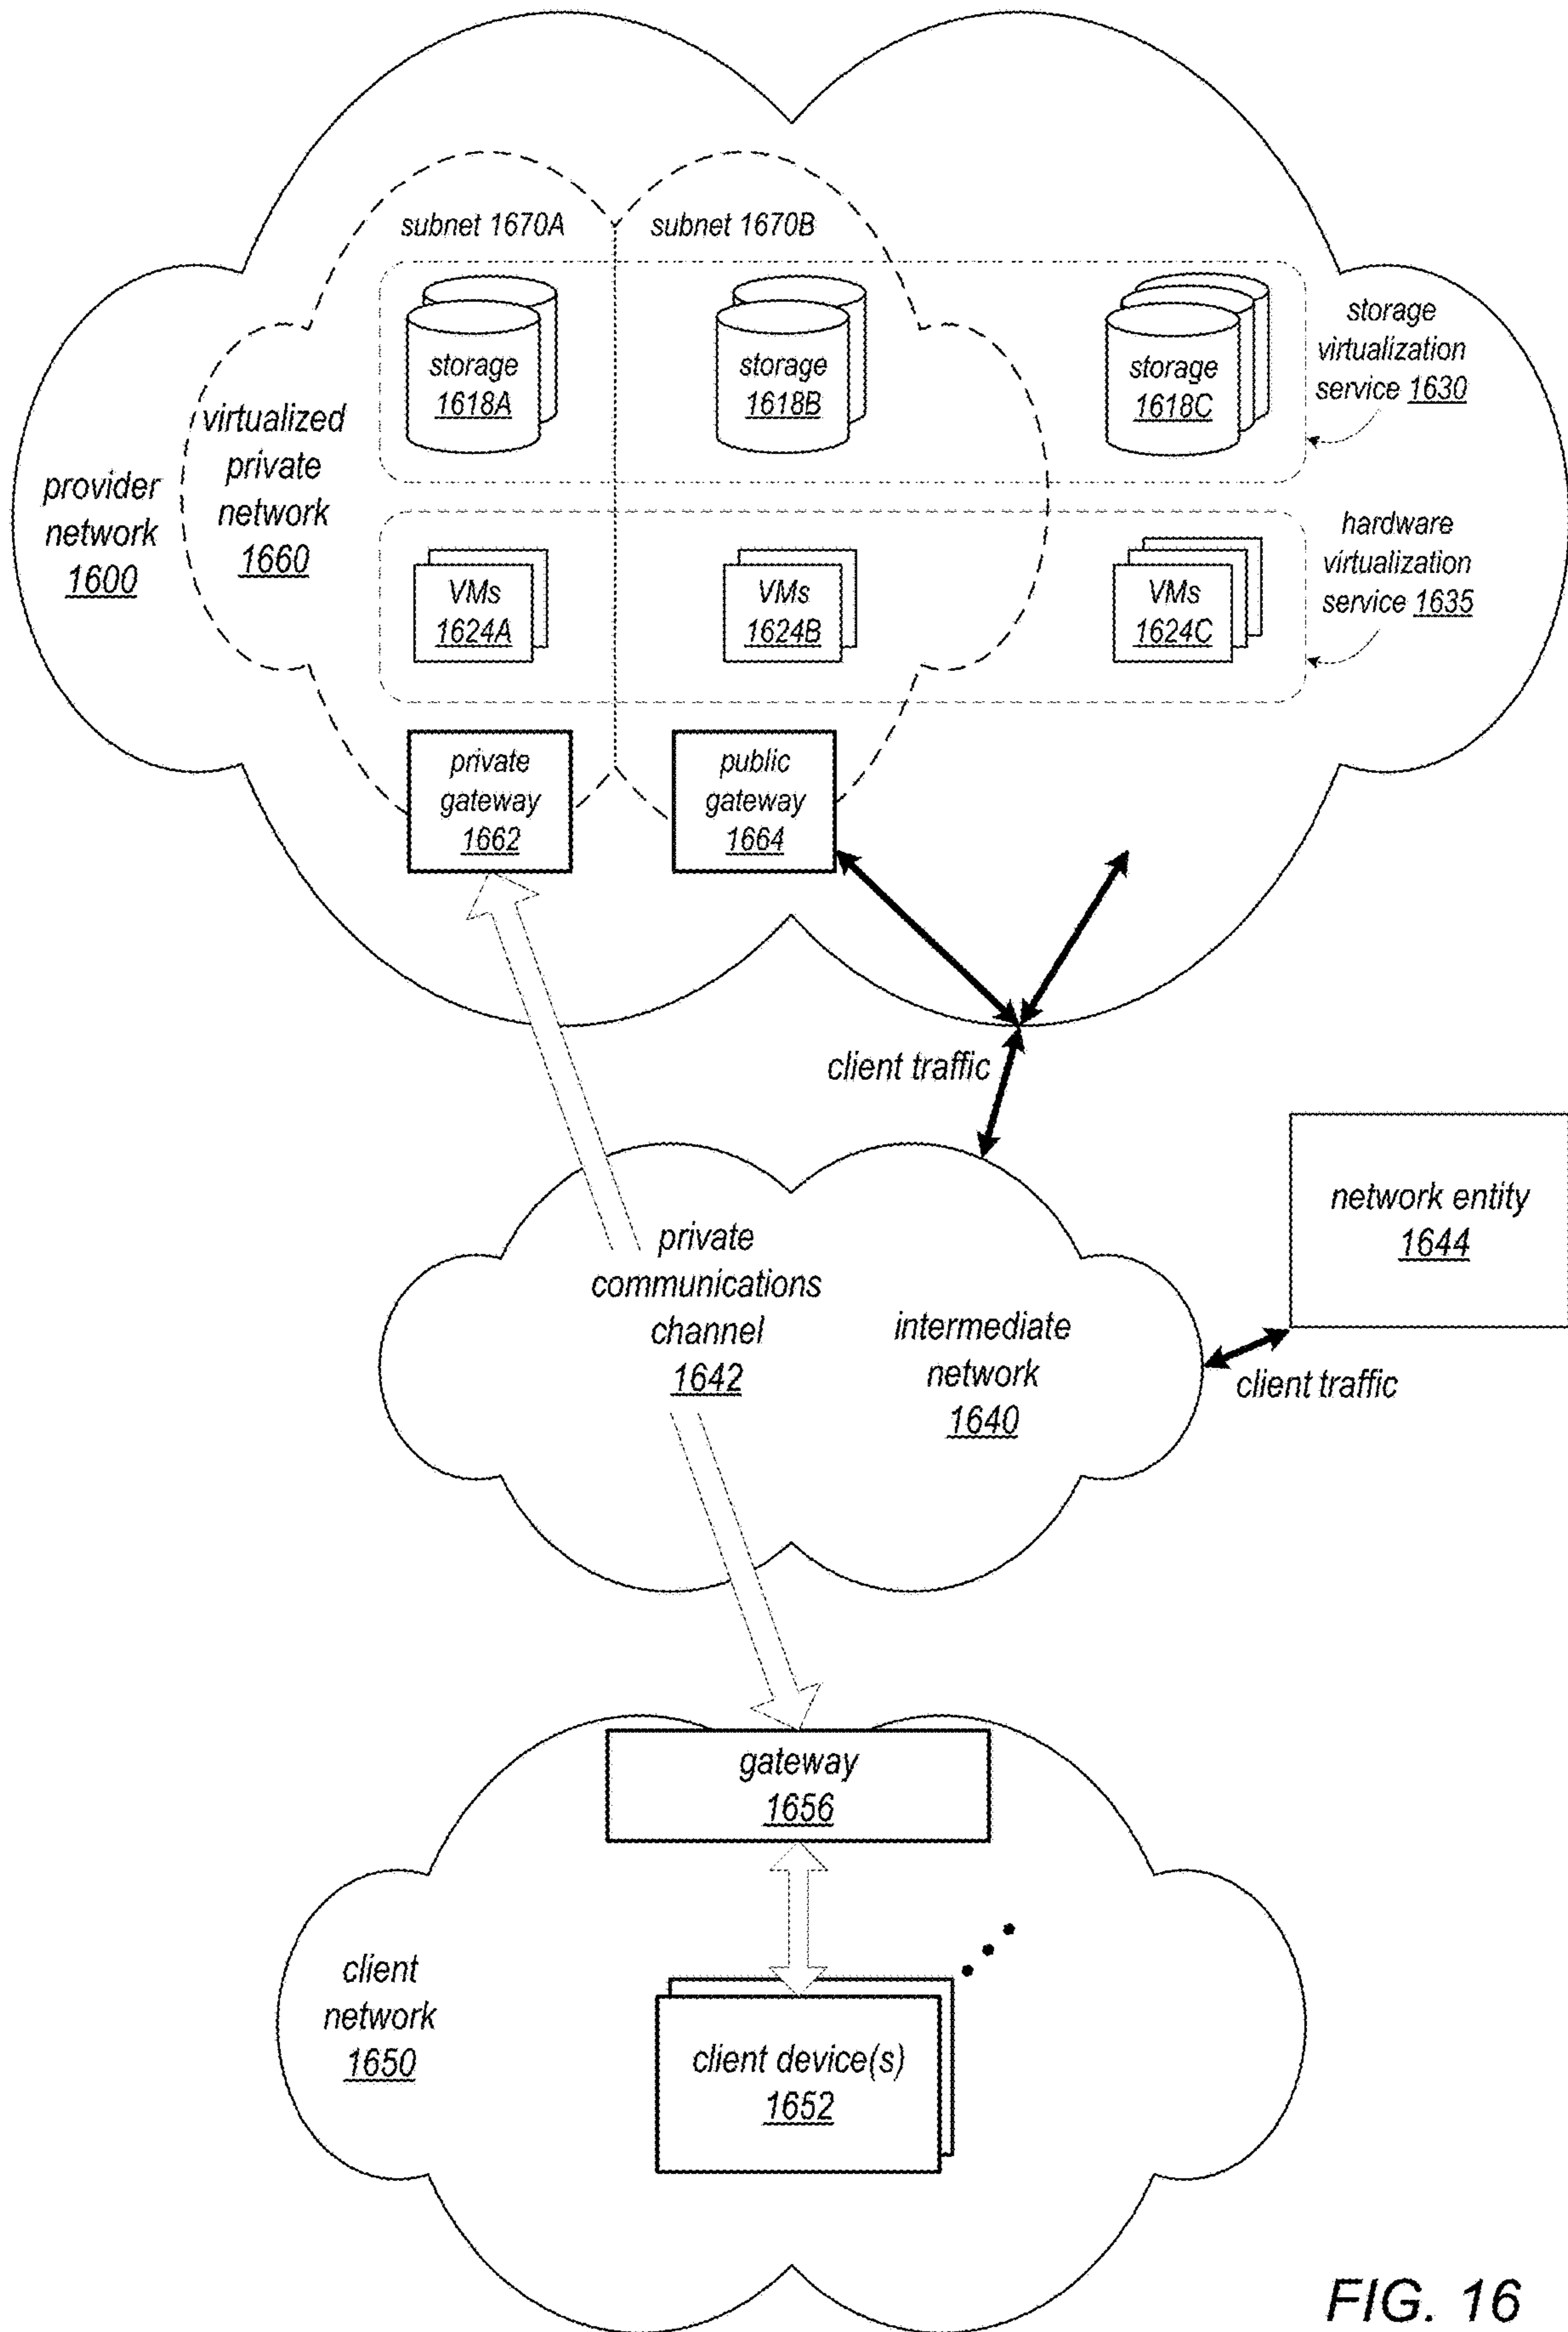 subnet 1670A
subnet 1670B
storage
1618A
storage
1618B
storage
1618C
storage
virtualization
service 1630
virtualized
private
network
1660
provider
network
1600
VMs
1624A
VMs
1624B
VMs
1624C
hardware
virtualization
service 1635
private
gateway
1662
public
gateway
1664
client traffic
network entity
1644
private
communications
channel
1642
intermediate
network
1640
client traffic
gateway
1656
client
network
1650
client device(s)
1652
FIG. 16